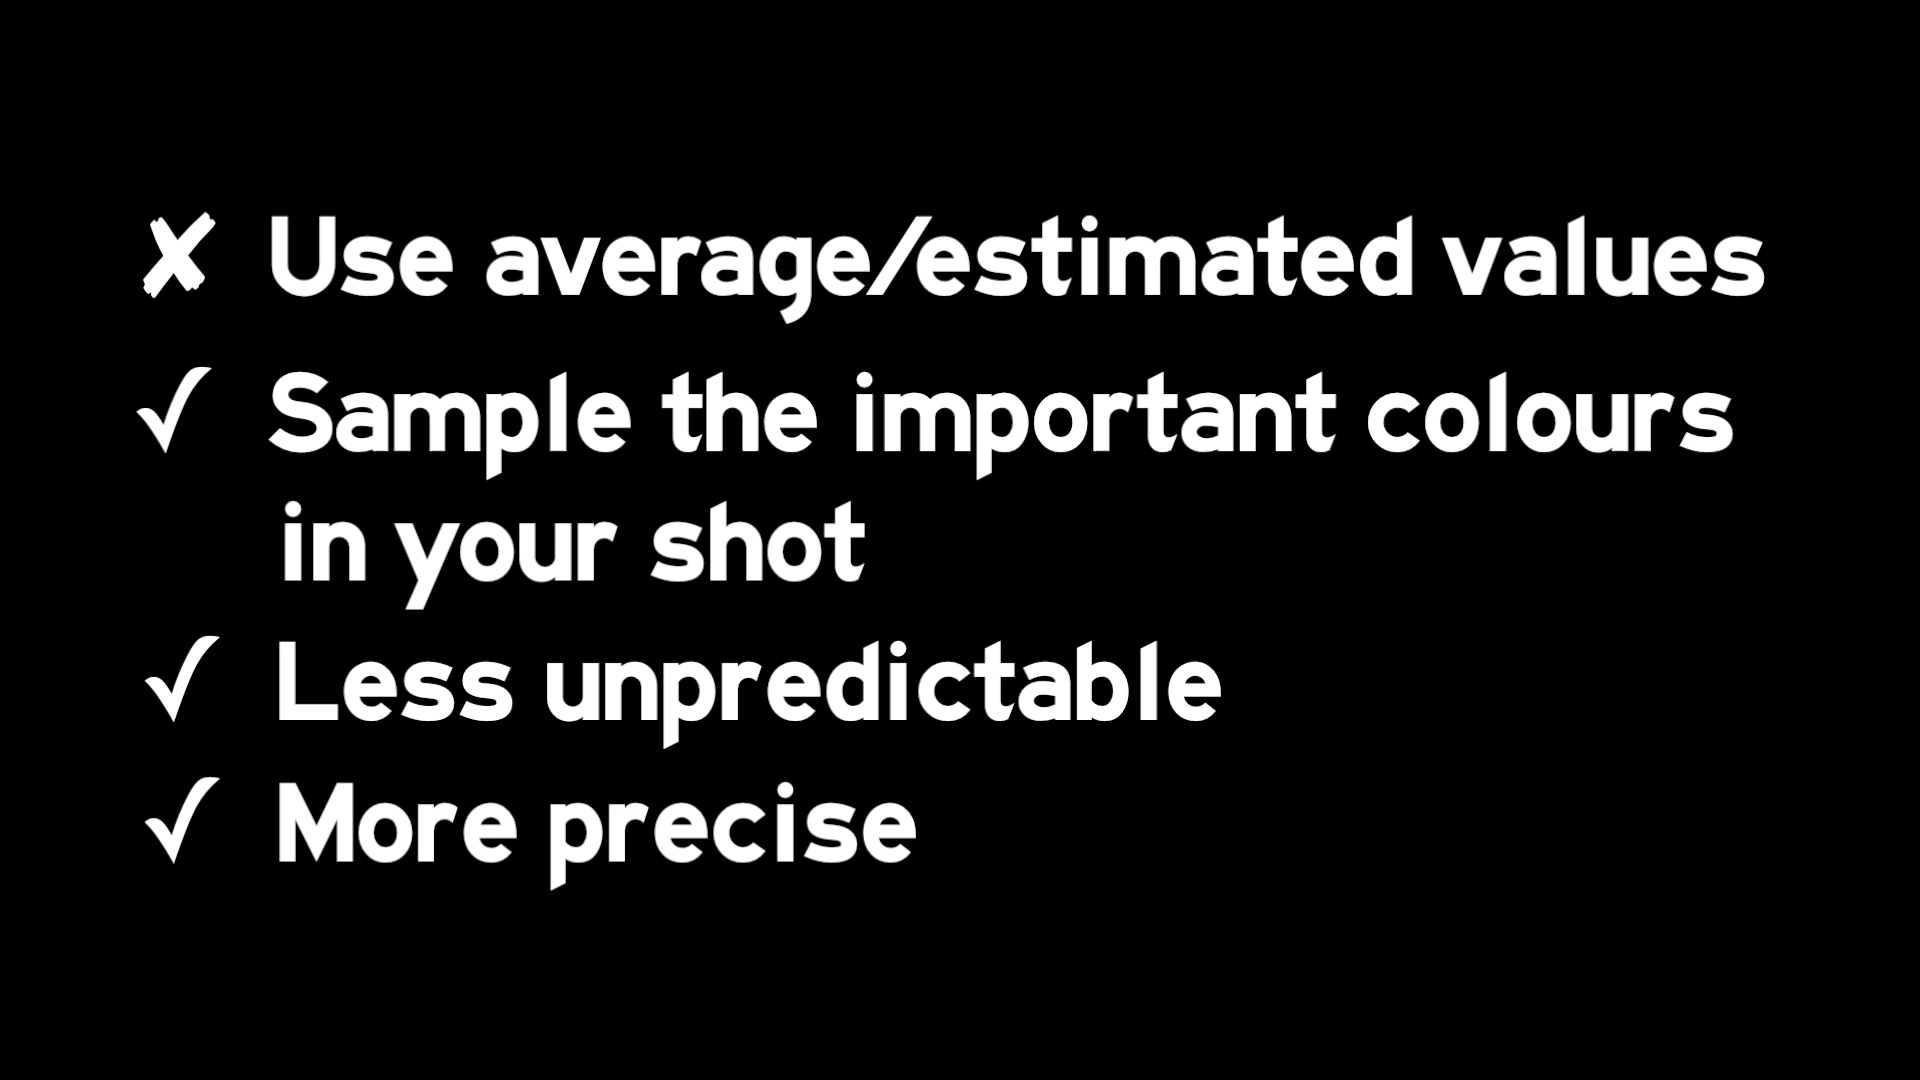 ✘ Use average/estimated values
✓ Sample the important colours
in your shot
✓ Less unpredictable
✓ More precise